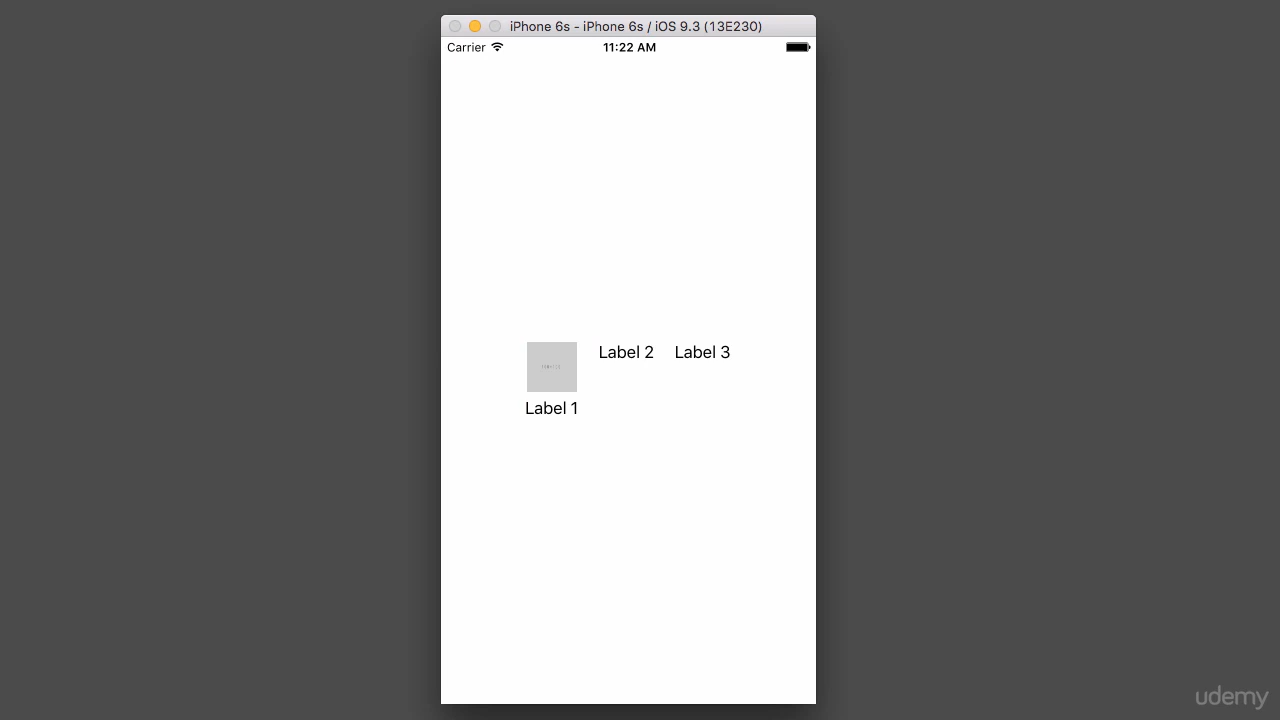 iPhone 6s - iPhone 6s / iOS 9.3 (13E230)
Carrier 11:22 AM
Label 2 Label 3
Label 1
udemy